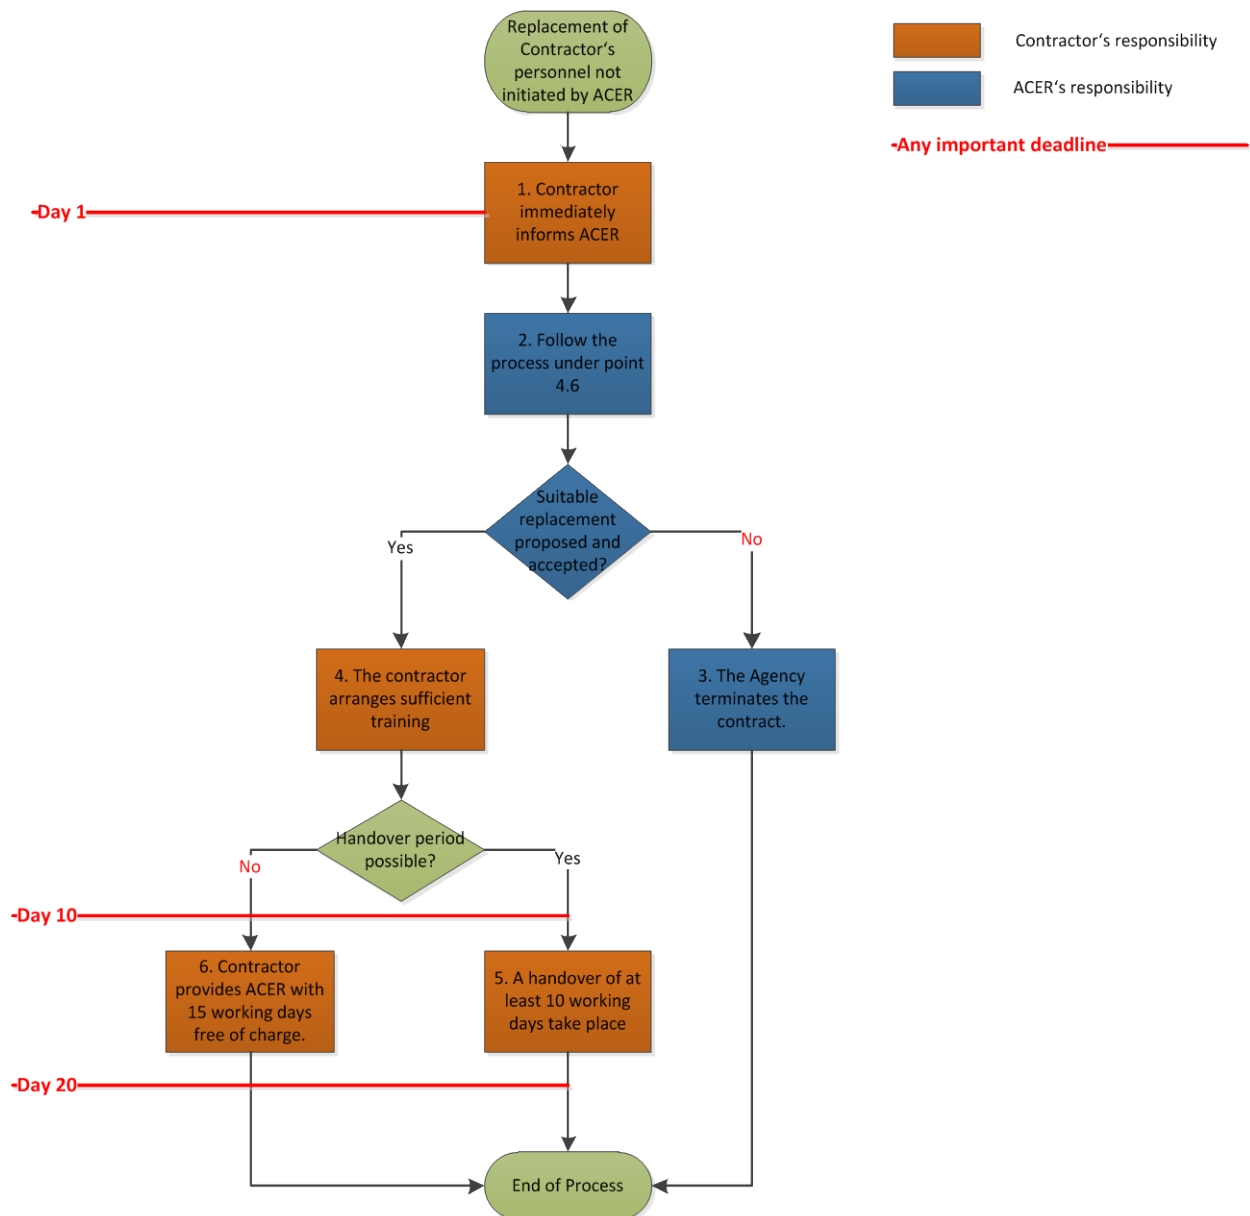 Replacement of
Contractor‘s
personnel not
initiated by ACER
Contractor‘s responsibility
ACER‘s responsibility
Any important deadline
Day 1
1. Contractor
immediately
informs ACER
2. Follow the
process under point
4.6
Suitable
replacement
proposed and
accepted?
Yes
No
4. The contractor
arranges sufficient
training
3. The Agency
terminates the
contract.
Handover period
possible?
No
Yes
Day 10
6. Contractor
provides ACER with
15 working days
free of charge.
5. A handover of at
least 10 working
days take place
Day 20
End of Process